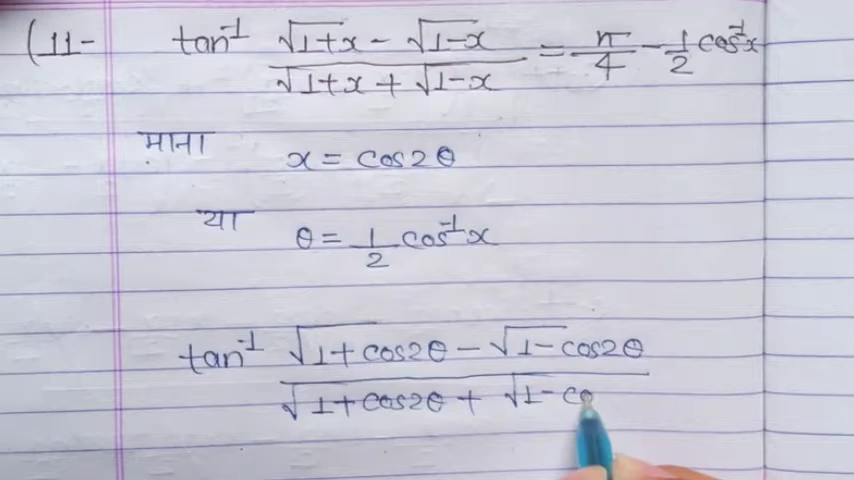 (11- tan⁻¹ (√1+x − √1−x)/(√1+x + √1−x) = π/4 − 1/2 cos⁻¹x
माना x = cos2θ
या θ = 1/2 cos⁻¹x
tan⁻¹ (√1+cos2θ − √1−cos2θ)/(√1+cos2θ + √1−co